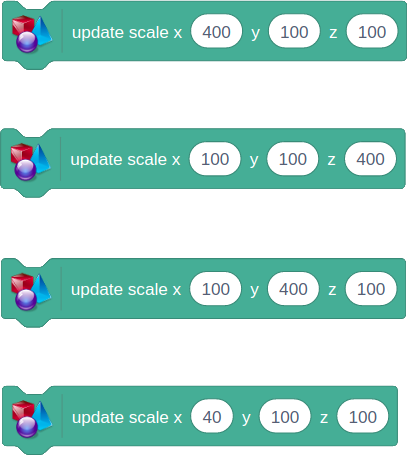 update scale x 400 y 100 z 100
update scale x 100 y 100 z 400
update scale x 100 y 400 z 100
update scale x 40 y 100 z 100